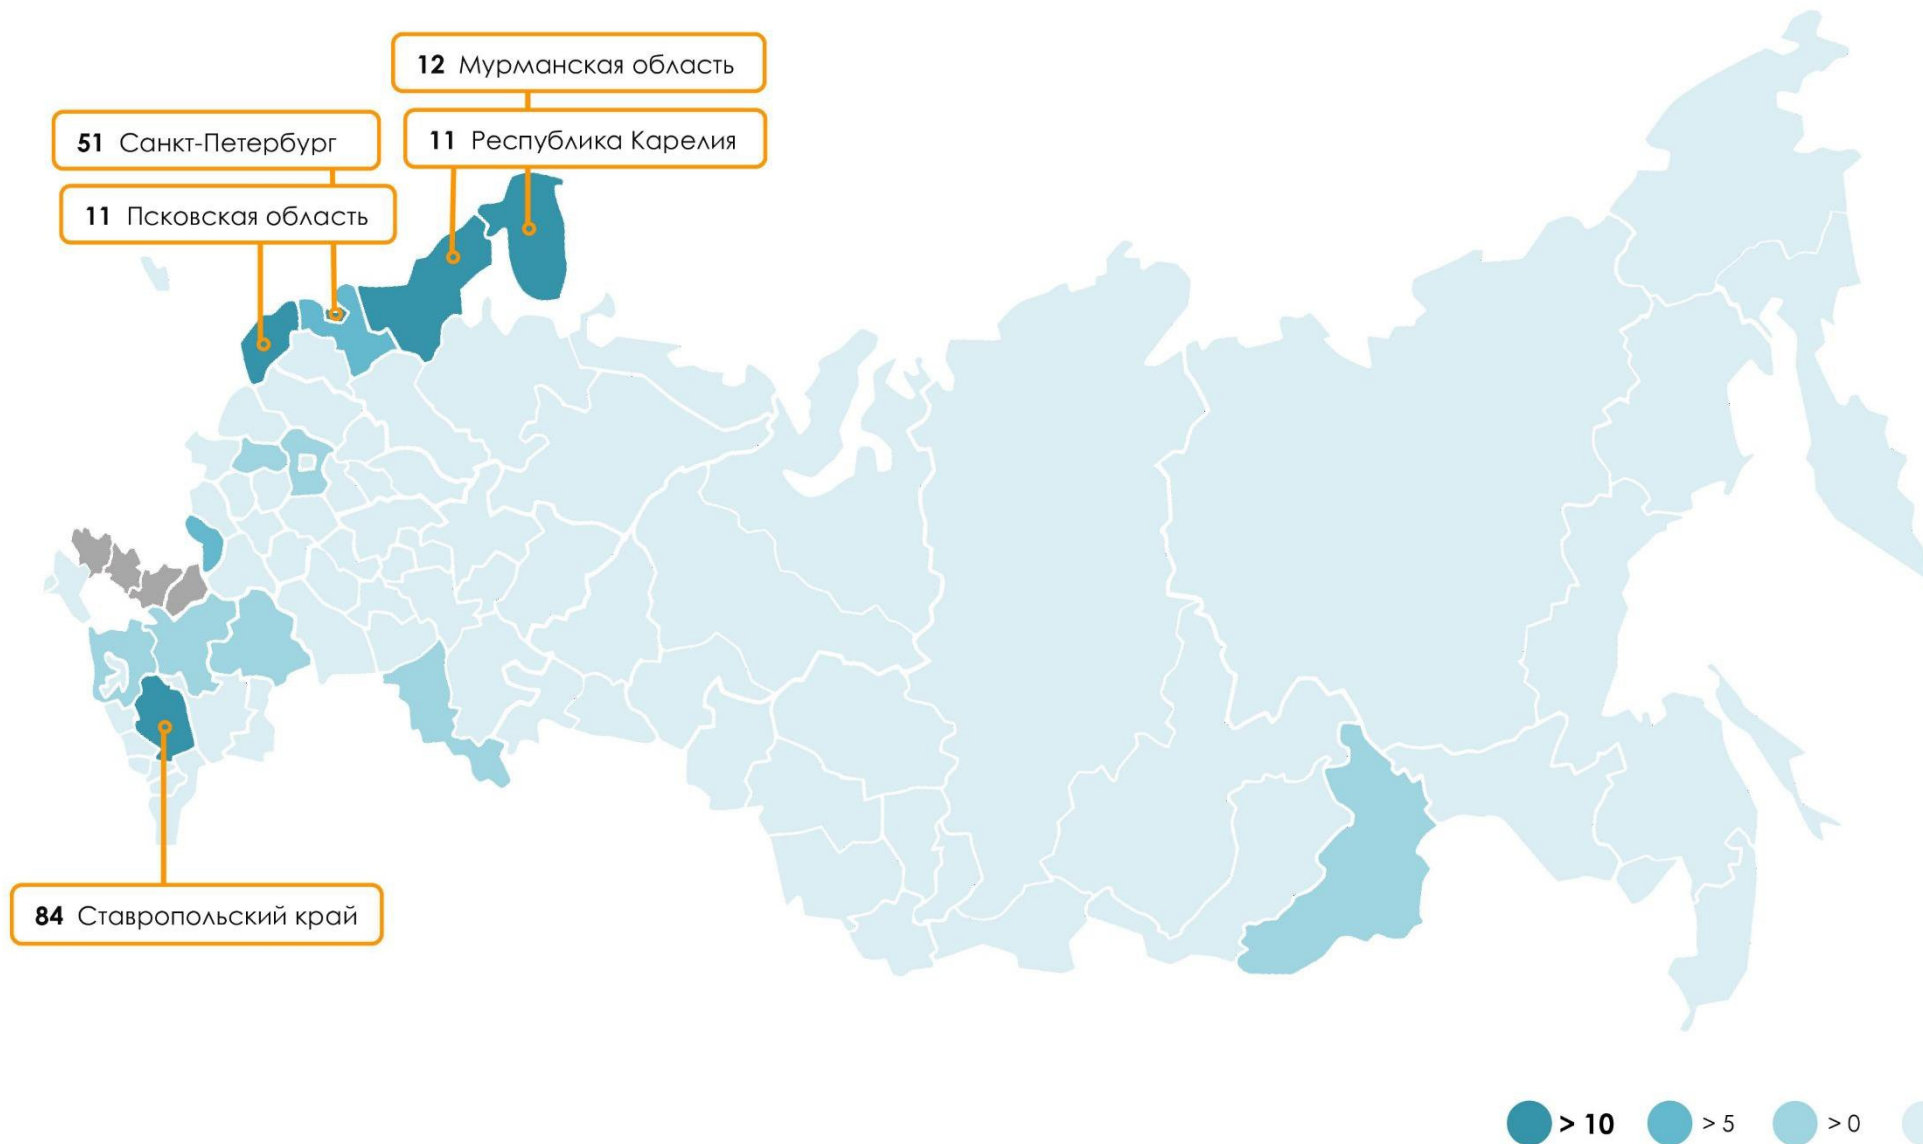 12 Мурманская область
51 Санкт-Петербург
11 Республика Карелия
11 Псковская область
84 Ставропольский край
> 10
> 5
> 0